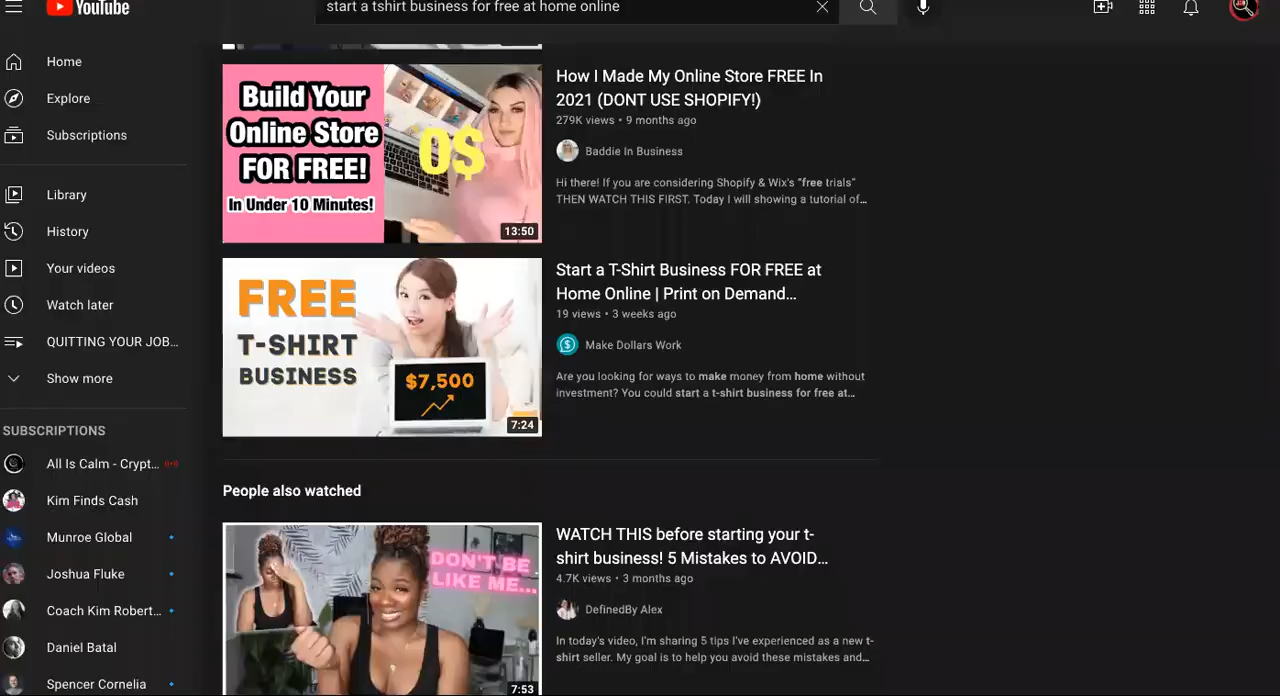 YouTube
start a tshirt business for free at home online
Home
Explore
Subscriptions
Library
History
Your videos
Watch later
QUITTING YOUR JOB...
Show more
SUBSCRIPTIONS
All Is Calm - Crypt...
Kim Finds Cash
Munroe Global
Joshua Fluke
Coach Kim Robert...
Daniel Batal
Spencer Cornelia
Build Your
Online Store
FOR FREE!
In Under 10 Minutes!
0$
13:50
How I Made My Online Store FREE In
2021 (DONT USE SHOPIFY!)
279K views • 9 months ago
Baddie In Business
Hi there! If you are considering Shopify & Wix's "free trials"
THEN WATCH THIS FIRST. Today I will showing a tutorial of...
FREE
T-SHIRT
BUSINESS
$7,500
7:24
Start a T-Shirt Business FOR FREE at
Home Online | Print on Demand...
19 views • 3 weeks ago
Make Dollars Work
Are you looking for ways to make money from home without
investment? You could start a t-shirt business for free at...
People also watched
DON'T BE
LIKE ME...
7:53
WATCH THIS before starting your t-
shirt business! 5 Mistakes to AVOID...
4.7K views • 3 months ago
DefinedBy Alex
In today's video, I'm sharing 5 tips I've experienced as a new t-
shirt seller. My goal is to help you avoid these mistakes and...